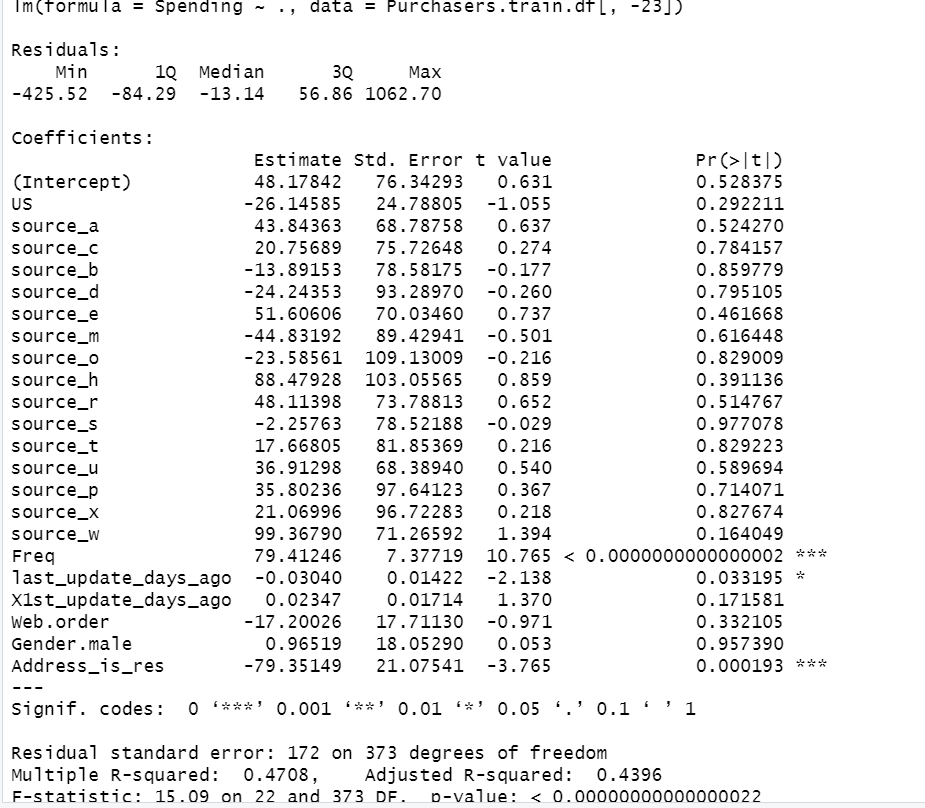 lm(formula = Spending ~ ., data = Purchasers.train.df[, -23])
Residuals:
Min 1Q Median 3Q Max
-425.52 -84.29 -13.14 56.86 1062.70
Coefficients:
Estimate Std. Error t value Pr(>|t|)
(Intercept) 48.17842 76.34293 0.631 0.528375
US -26.14585 24.78805 -1.055 0.292211
source_a 43.84363 68.78758 0.637 0.524270
source_c 20.75689 75.72648 0.274 0.784157
source_b -13.89153 78.58175 -0.177 0.859779
source_d -24.24353 93.28970 -0.260 0.795105
source_e 51.60606 70.03460 0.737 0.461668
source_m -44.83192 89.42941 -0.501 0.616448
source_o -23.58561 109.13009 -0.216 0.829009
source_h 88.47928 103.05565 0.859 0.391136
source_r 48.11398 73.78813 0.652 0.514767
source_s -2.25763 78.52188 -0.029 0.977078
source_t 17.66805 81.85369 0.216 0.829223
source_u 36.91298 68.38940 0.540 0.589694
source_p 35.80236 97.64123 0.367 0.714071
source_x 21.06996 96.72283 0.218 0.827674
source_w 99.36790 71.26592 1.394 0.164049
Freq 79.41246 7.37719 10.765 < 0.0000000000000002 ***
last_update_days_ago -0.03040 0.01422 -2.138 0.033195 *
X1st_update_days_ago 0.02347 0.01714 1.370 0.171581
Web.order -17.20026 17.71130 -0.971 0.332105
Gender.male 0.96519 18.05290 0.053 0.957390
Address_is_res -79.35149 21.07541 -3.765 0.000193 ***
---
Signif. codes: 0 ‘***’ 0.001 ‘**’ 0.01 ‘*’ 0.05 ‘.’ 0.1 ‘ ’ 1
Residual standard error: 172 on 373 degrees of freedom
Multiple R-squared: 0.4708, Adjusted R-squared: 0.4396
F-statistic: 15.09 on 22 and 373 DF, p-value: < 0.00000000000000022